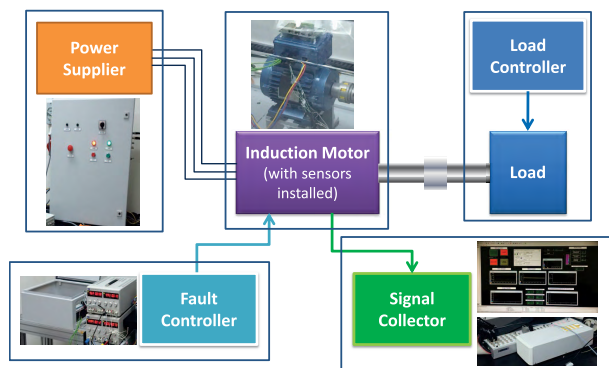 Power
Supplier
Load
Controller
Induction Motor
(with sensors
installed)
Load
Fault
Controller
Signal
Collector